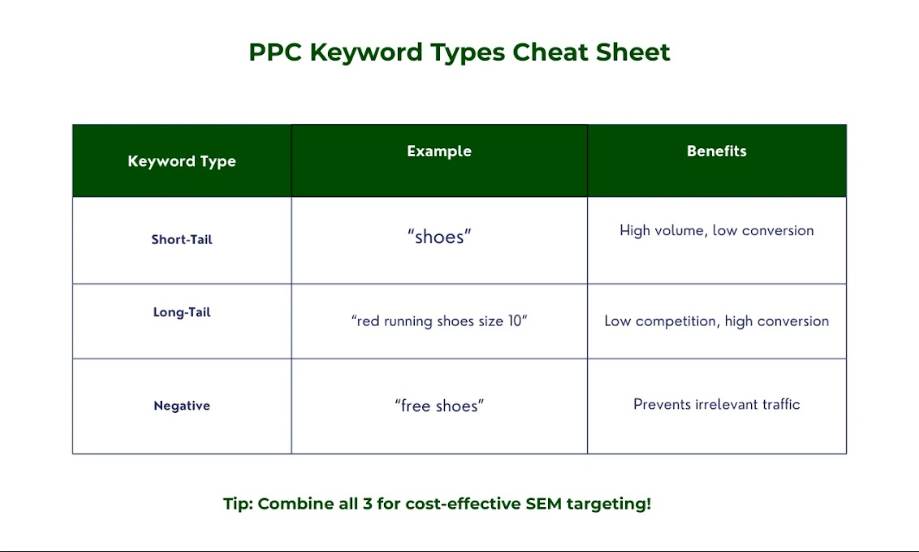 PPC Keyword Types Cheat Sheet
Keyword Type Example Benefits
Short-Tail “shoes” High volume, low conversion
Long-Tail “red running shoes size 10” Low competition, high conversion
Negative “free shoes” Prevents irrelevant traffic
Tip: Combine all 3 for cost-effective SEM targeting!